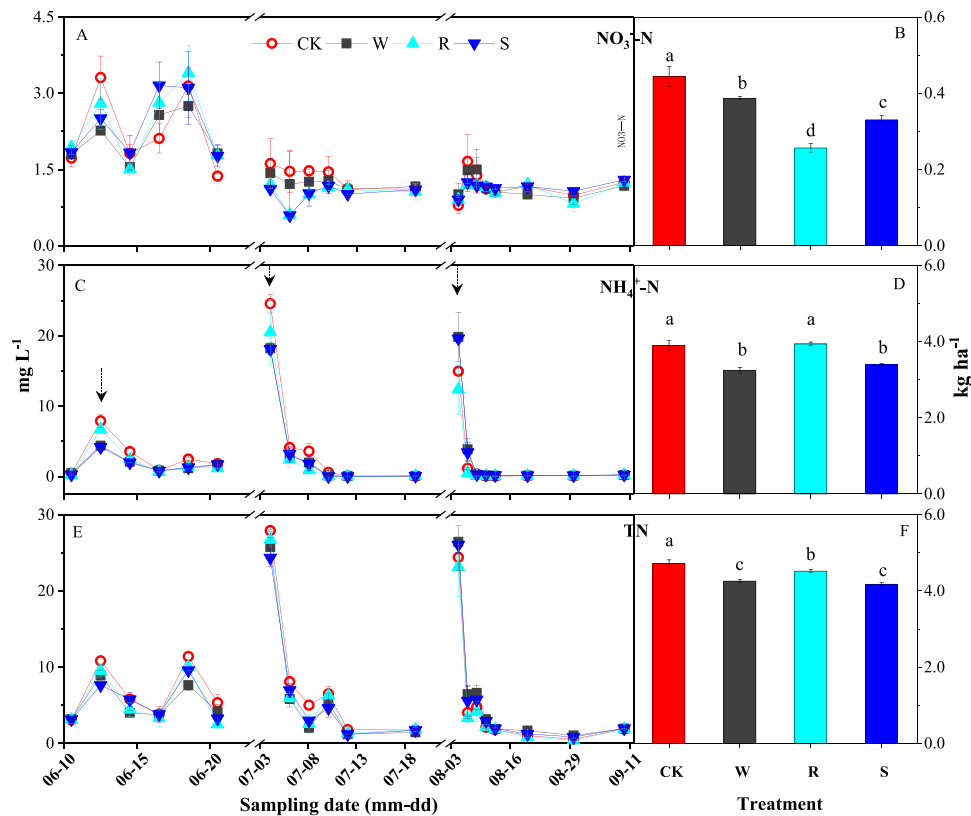 A
CK
W
R
S
NO3--N
B
4.5
3.0
1.5
0.0
NO3—N
a
b
d
c
0.6
0.4
0.2
0.0
C
NH4+-N
D
30
20
10
0
a
b
a
b
6.0
4.0
2.0
0.0
mg L-1
kg ha-1
E
TN
F
30
20
10
0
a
c
b
c
6.0
4.0
2.0
0.0
06-10
06-15
06-20
07-03
07-08
07-13
07-18
08-03
08-16
08-29
09-11
CK
W
R
S
Sampling date (mm-dd)
Treatment